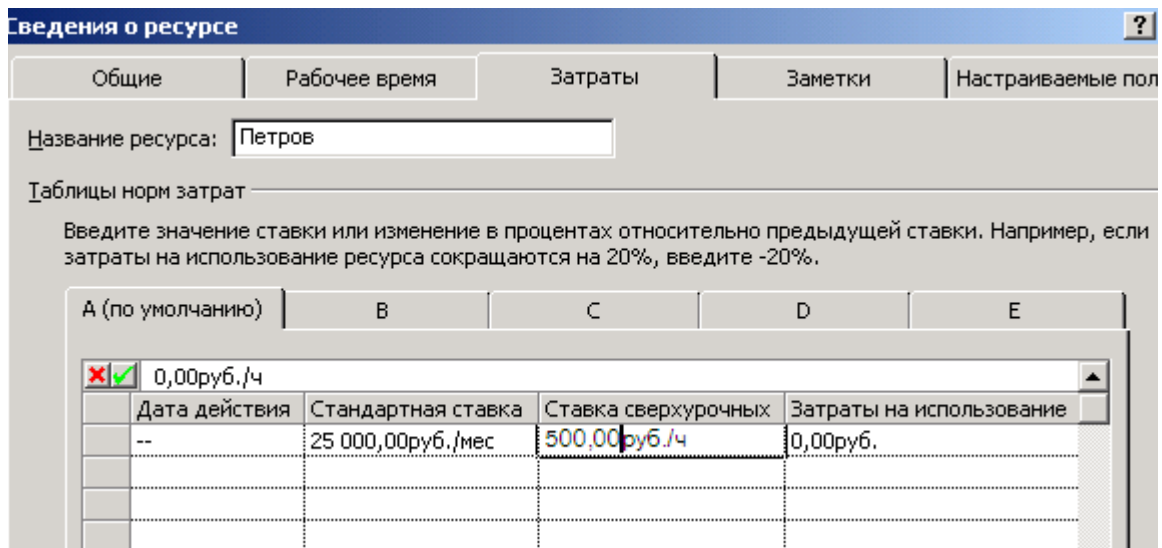 Сведения о ресурсе ?
Общие Рабочее время Затраты Заметки Настраиваемые пол
Название ресурса: Петров
Таблицы норм затрат
Введите значение ставки или изменение в процентах относительно предыдущей ставки. Например, если
затраты на использование ресурса сокращаются на 20%, введите -20%.
A (по умолчанию) B C D E
0,00руб./ч
Дата действия Стандартная ставка Ставка сверхурочных Затраты на использование
-- 25 000,00руб./мес 500,00руб./ч 0,00руб.